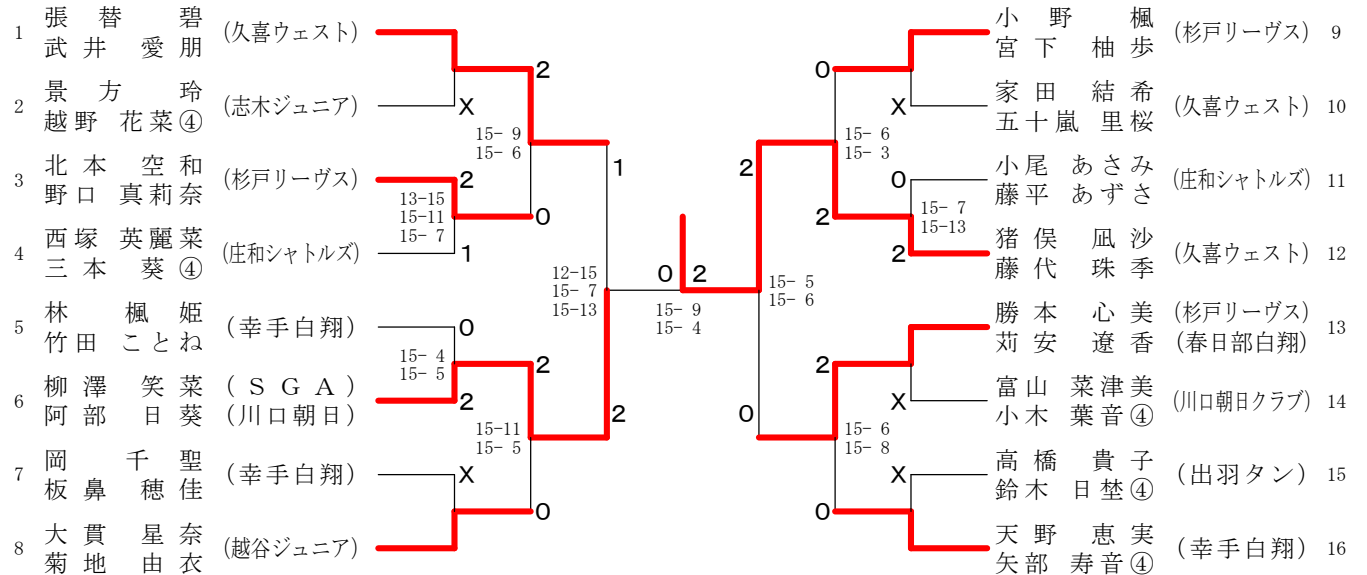 1 張替 碧 (久喜ウェスト)
武井 愛朋
2 景方 玲 (志木ジュニア)
越野 花菜④
3 北本 空和 (杉戸リーヴス)
野口 真莉奈
4 西塚 英麗菜 (庄和シャトルズ)
三本 葵④
5 林 楓姫 (幸手白翔)
竹田 ことね
6 柳澤 笑菜 (SGA)
阿部 日葵 (川口朝日)
7 岡 千聖 (幸手白翔)
板鼻 穂佳
8 大貫 星奈 (越谷ジュニア)
菊地 由衣
2
X
15- 9
15- 6
2
13-15
15-11
15- 7
0
1
1
0
15- 4
15- 5
2
2
15-11
15- 5
X
0
2
12-15
15- 7
15-13
0 2
15- 9
15- 4
0
X
15- 6
15- 3
2
0
15- 7
15-13
2
2
15- 5
15- 6
2
X
0
15- 6
15- 8
X
0
小野 楓 (杉戸リーヴス) 9
宮下 柚歩
家田 結希 (久喜ウェスト) 10
五十嵐 里桜
小尾 あさみ (庄和シャトルズ) 11
藤平 あずさ
猪俣 凪沙 (久喜ウェスト) 12
藤代 珠季
勝本 心美 (杉戸リーヴス) 13
苅安 遼香 (春日部白翔)
富山 菜津美 (川口朝日クラブ) 14
小木 葉音④
高橋 貴子 (出羽タン) 15
鈴木 日埜④
天野 恵実 (幸手白翔) 16
矢部 寿音④